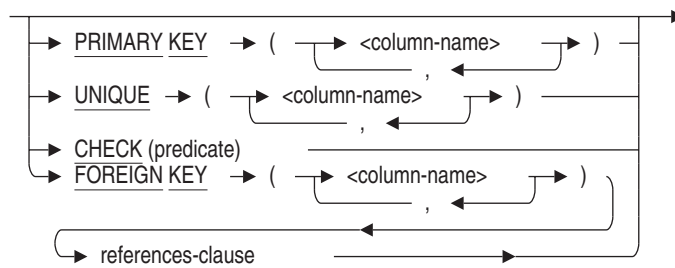 PRIMARY KEY ( <column-name> )
,
UNIQUE ( <column-name> )
,
CHECK (predicate)
FOREIGN KEY ( <column-name> )
,
references-clause